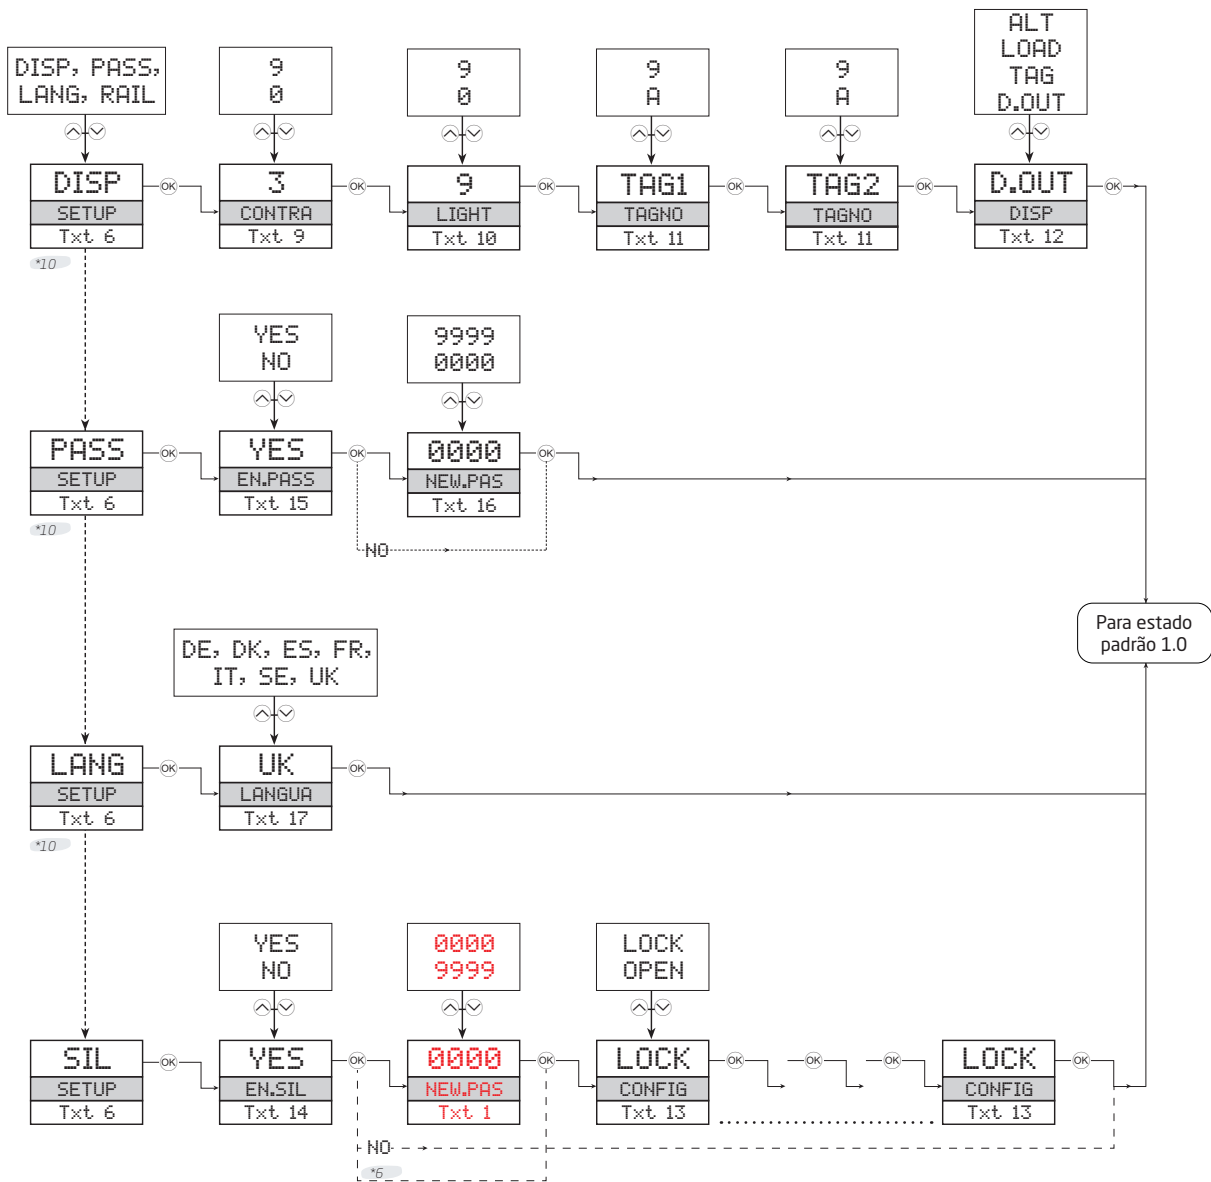 DISP, PASS,
LANG, RAIL
9
0
9
0
9
A
9
A
ALT
LOAD
TAG
D.OUT
DISP
SETUP
Txt 6
OK
3
CONTRA
Txt 9
OK
9
LIGHT
Txt 10
OK
TAG1
TAGNO
Txt 11
OK
TAG2
TAGNO
Txt 11
OK
D.OUT
DISP
Txt 12
OK
*10
YES
NO
9999
0000
PASS
SETUP
Txt 6
OK
YES
EN.PASS
Txt 15
OK
0000
NEW.PAS
Txt 16
OK
*10
NO
Para estado
padrão 1.0
DE, DK, ES, FR,
IT, SE, UK
LANG
SETUP
Txt 6
OK
UK
LANGUA
Txt 17
OK
*10
YES
NO
0000
9999
LOCK
OPEN
SIL
SETUP
Txt 6
OK
YES
EN.SIL
Txt 14
OK
0000
NEW.PAS
Txt 1
OK
LOCK
CONFIG
Txt 13
OK
OK
OK
LOCK
CONFIG
Txt 13
OK
NO
*6